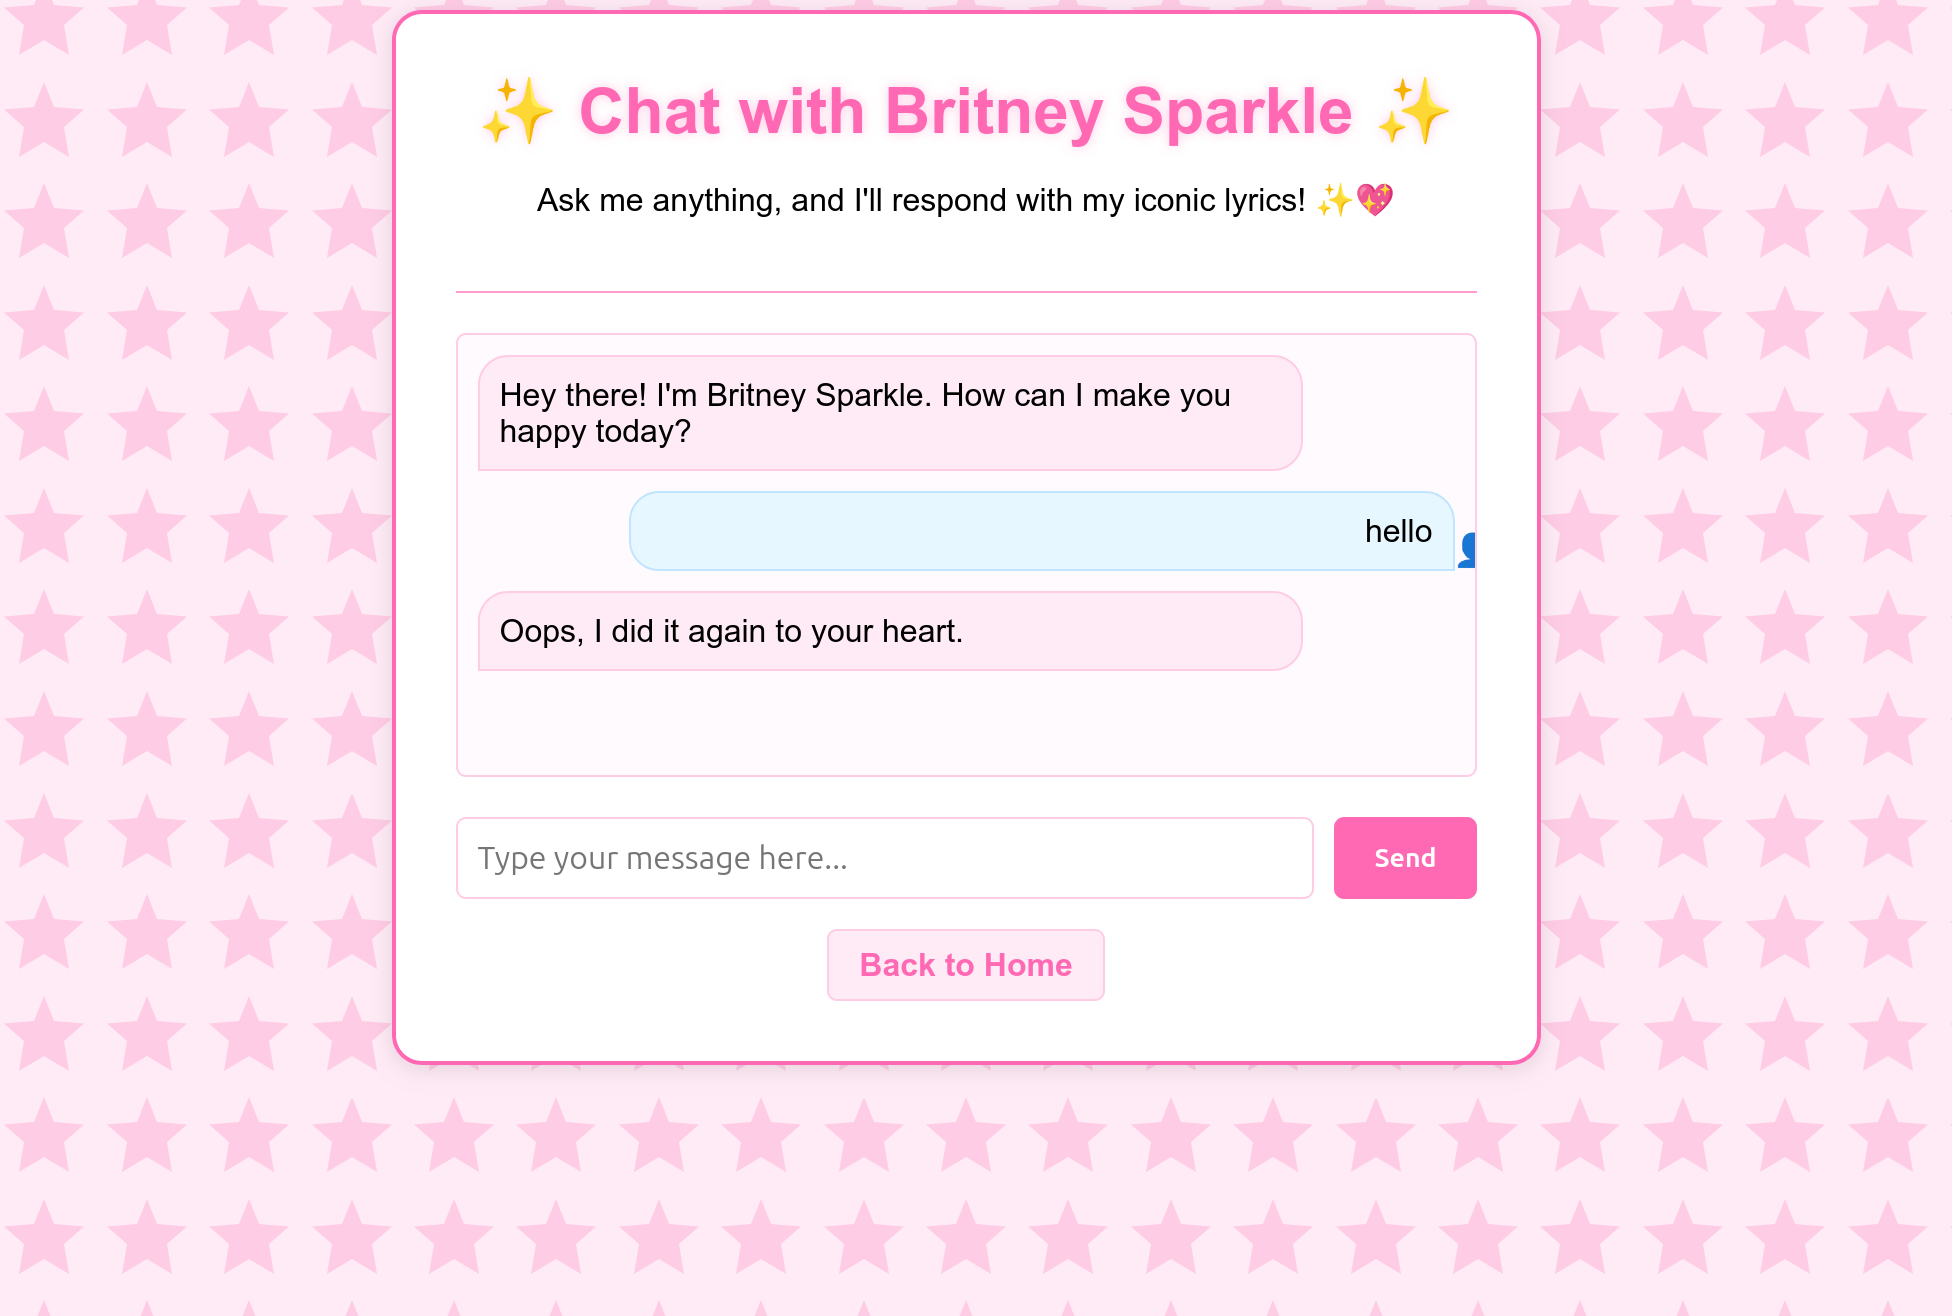 ✨ Chat with Britney Sparkle ✨
Ask me anything, and I'll respond with my iconic lyrics! ✨💖
Hey there! I'm Britney Sparkle. How can I make you
happy today?
hello
Oops, I did it again to your heart.
Type your message here...
Send
Back to Home